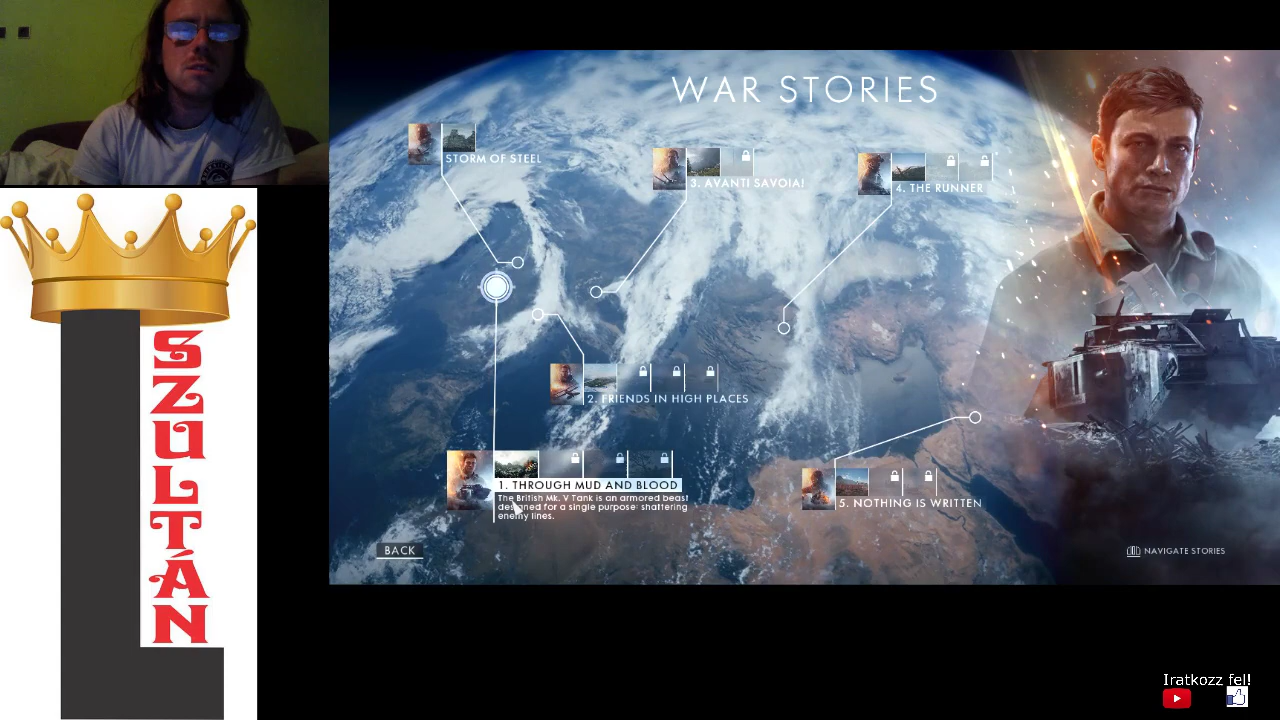 WAR STORIES
STORM OF STEEL
3. AVANTI SAVOIA!
4. THE RUNNER
2. FRIENDS IN HIGH PLACES
1. THROUGH MUD AND BLOOD
The British Mk. V Tank is an armored beast
designed for a single purpose: shattering
enemy lines.
5. NOTHING IS WRITTEN
BACK
NAVIGATE STORIES
L
SZULTÁN
Iratkozz fel!